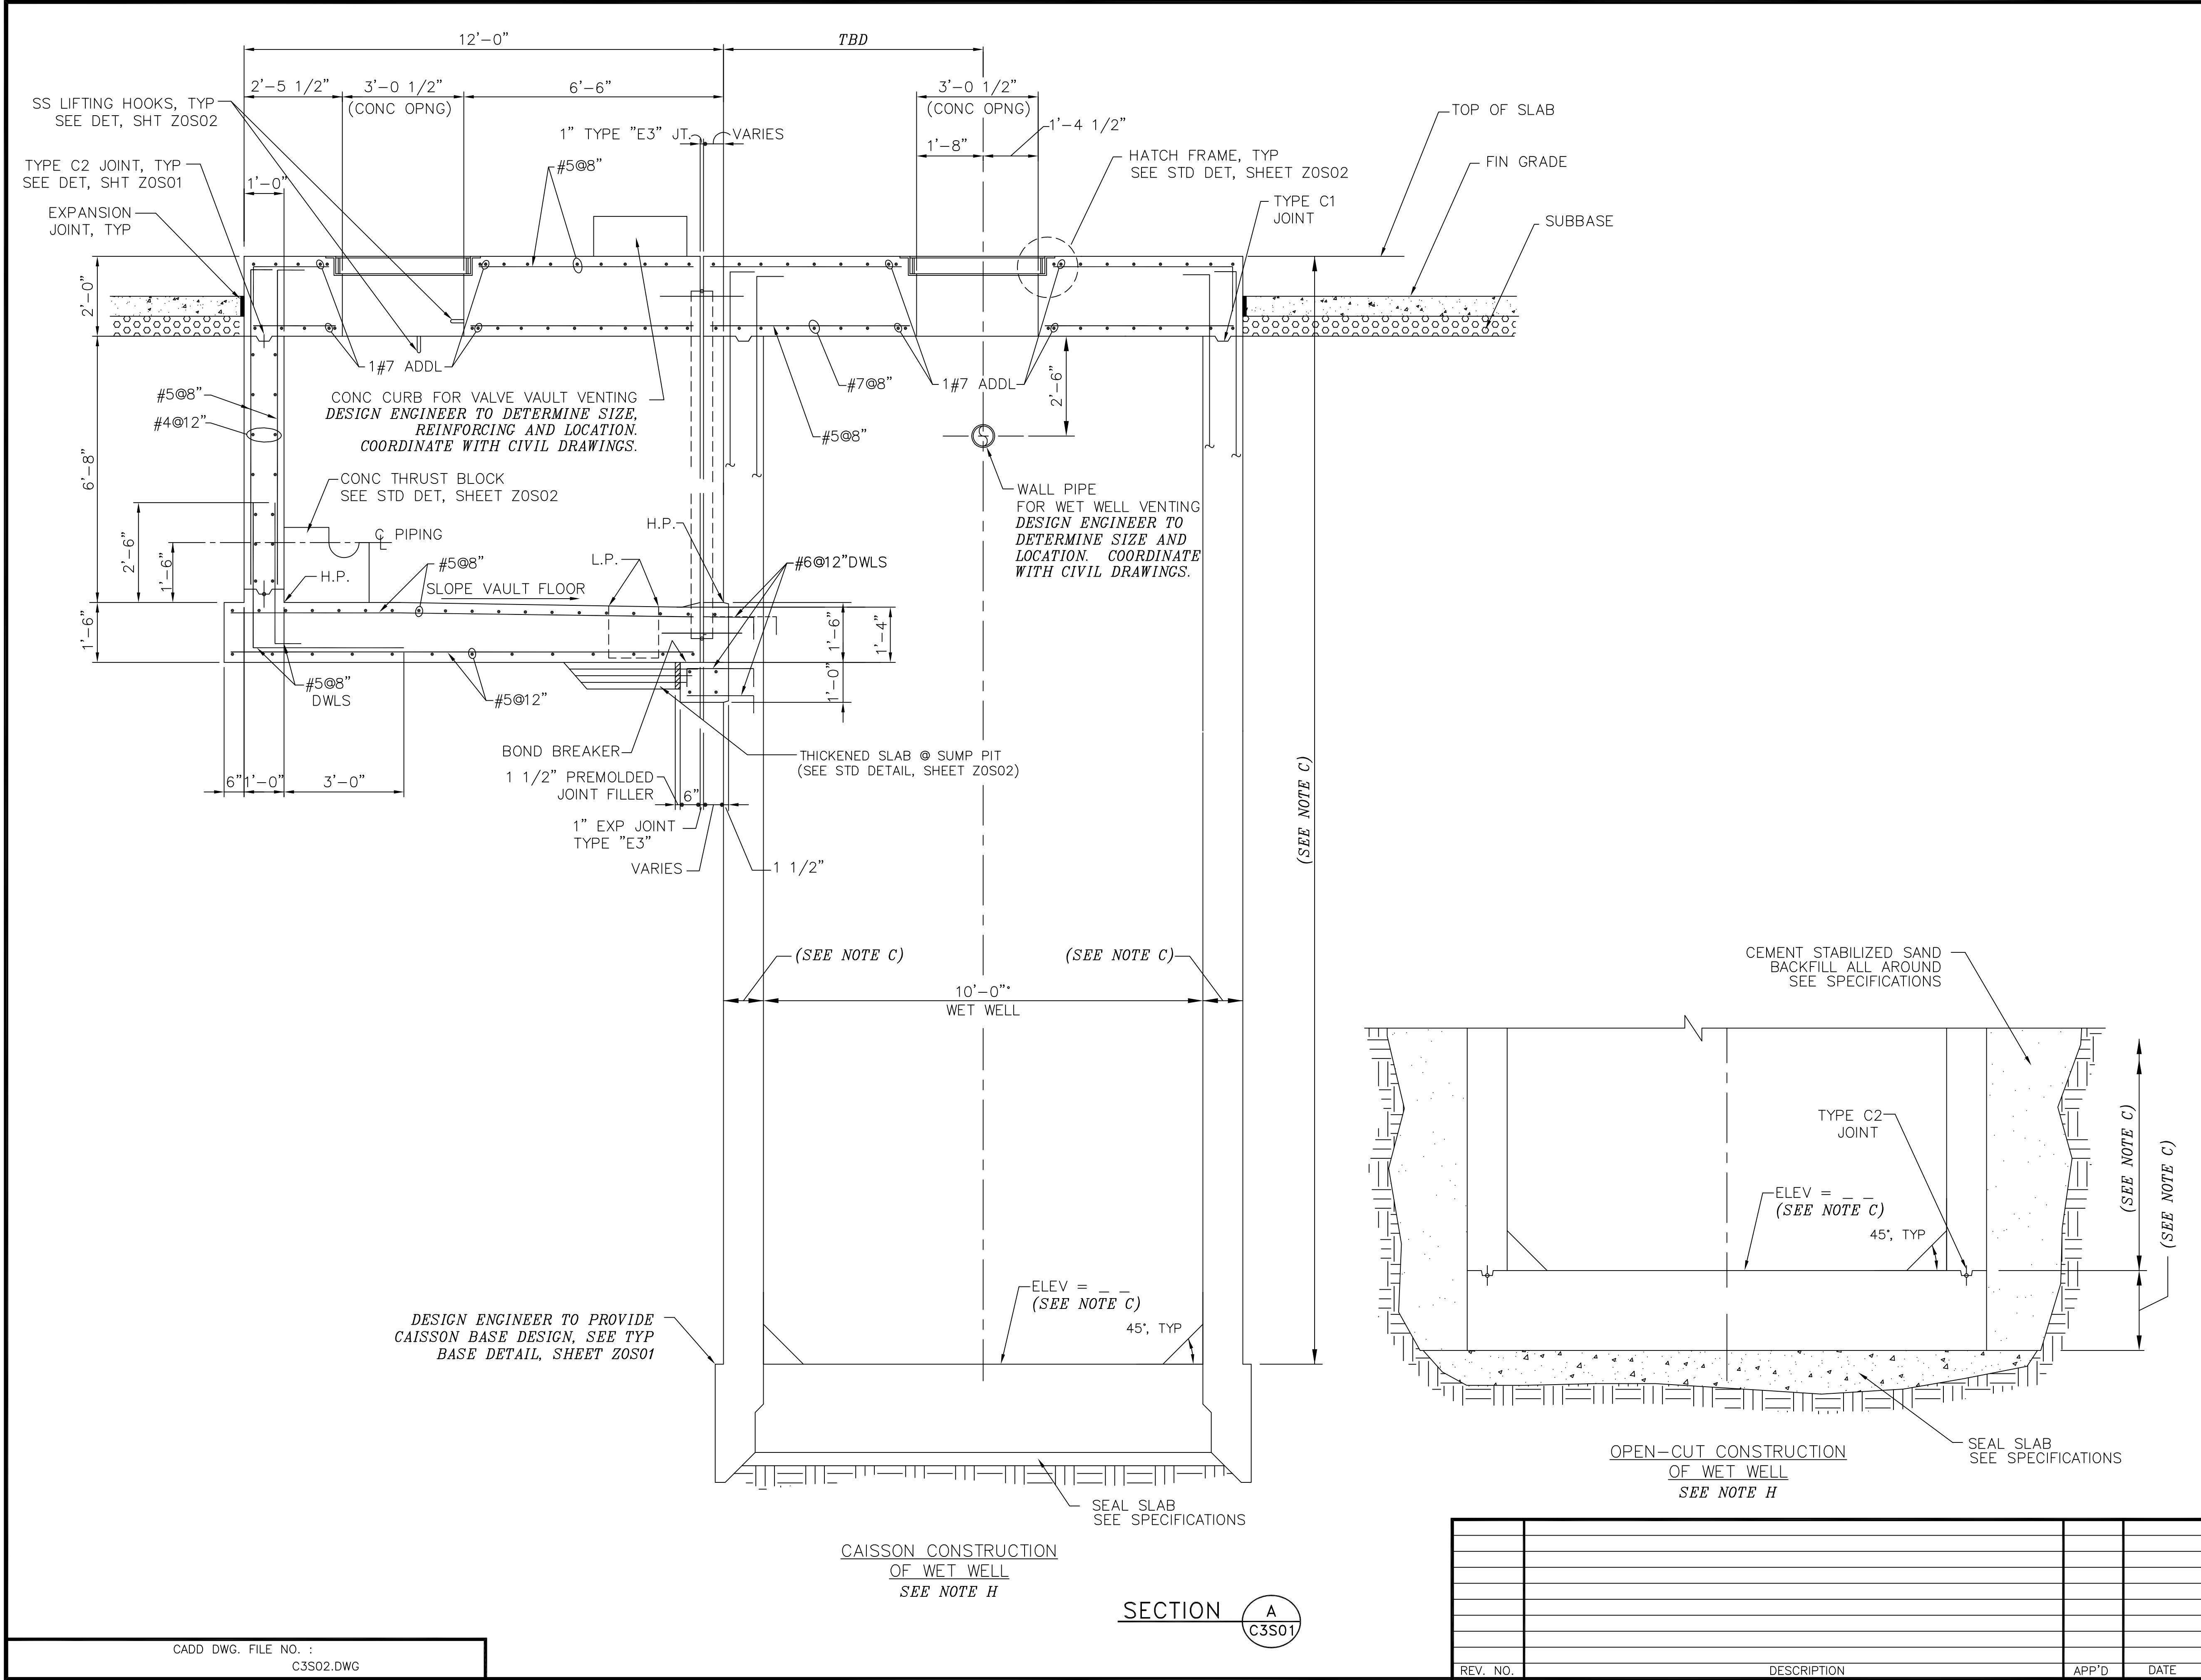 12'-0"
TBD
2'-5 1/2"
3'-0 1/2"
(CONC OPNG)
6'-6"
3'-0 1/2"
(CONC OPNG)
SS LIFTING HOOKS, TYP
SEE DET, SHT Z0S02
1" TYPE "E3" JT.
VARIES
1'-8"
1'-4 1/2"
TOP OF SLAB
TYPE C2 JOINT, TYP
SEE DET, SHT Z0S01
#5@8"
HATCH FRAME, TYP
SEE STD DET, SHEET Z0S02
FIN GRADE
1'-0"
EXPANSION
JOINT, TYP
TYPE C1
JOINT
SUBBASE
2'-0"
1#7 ADDL
#7@8"
1#7 ADDL
2'-6"
#5@8"
#4@12"
CONC CURB FOR VALVE VAULT VENTING
DESIGN ENGINEER TO DETERMINE SIZE,
REINFORCING AND LOCATION.
COORDINATE WITH CIVIL DRAWINGS.
#5@8"
6'-8"
CONC THRUST BLOCK
SEE STD DET, SHEET Z0S02
WALL PIPE
FOR WET WELL VENTING
DESIGN ENGINEER TO
DETERMINE SIZE AND
LOCATION. COORDINATE
WITH CIVIL DRAWINGS.
2'-6"
1'-6"
H.P.
℄ PIPING
#5@8"
L.P.
#6@12"DWLS
H.P.
SLOPE VAULT FLOOR
1'-6"
1'-6"
1'-4"
1'-0"
#5@8"
DWLS
#5@12"
BOND BREAKER
THICKENED SLAB @ SUMP PIT
(SEE STD DETAIL, SHEET Z0S02)
6"
1'-0"
3'-0"
1 1/2" PREMOLDED
JOINT FILLER
6"
1" EXP JOINT
TYPE "E3"
VARIES
1 1/2"
(SEE NOTE C)
(SEE NOTE C)
(SEE NOTE C)
10'-0"*
WET WELL
CEMENT STABILIZED SAND
BACKFILL ALL AROUND
SEE SPECIFICATIONS
TYPE C2
JOINT
(SEE NOTE C)
(SEE NOTE C)
ELEV = _ _
(SEE NOTE C)
45°, TYP
ELEV = _ _
(SEE NOTE C)
45°, TYP
DESIGN ENGINEER TO PROVIDE
CAISSON BASE DESIGN, SEE TYP
BASE DETAIL, SHEET Z0S01
SEAL SLAB
SEE SPECIFICATIONS
OPEN-CUT CONSTRUCTION
OF WET WELL
SEE NOTE H
SEAL SLAB
SEE SPECIFICATIONS
CAISSON CONSTRUCTION
OF WET WELL
SEE NOTE H
SECTION
A
C3S01
CADD DWG. FILE NO. :
C3S02.DWG
REV. NO. DESCRIPTION APP'D DATE